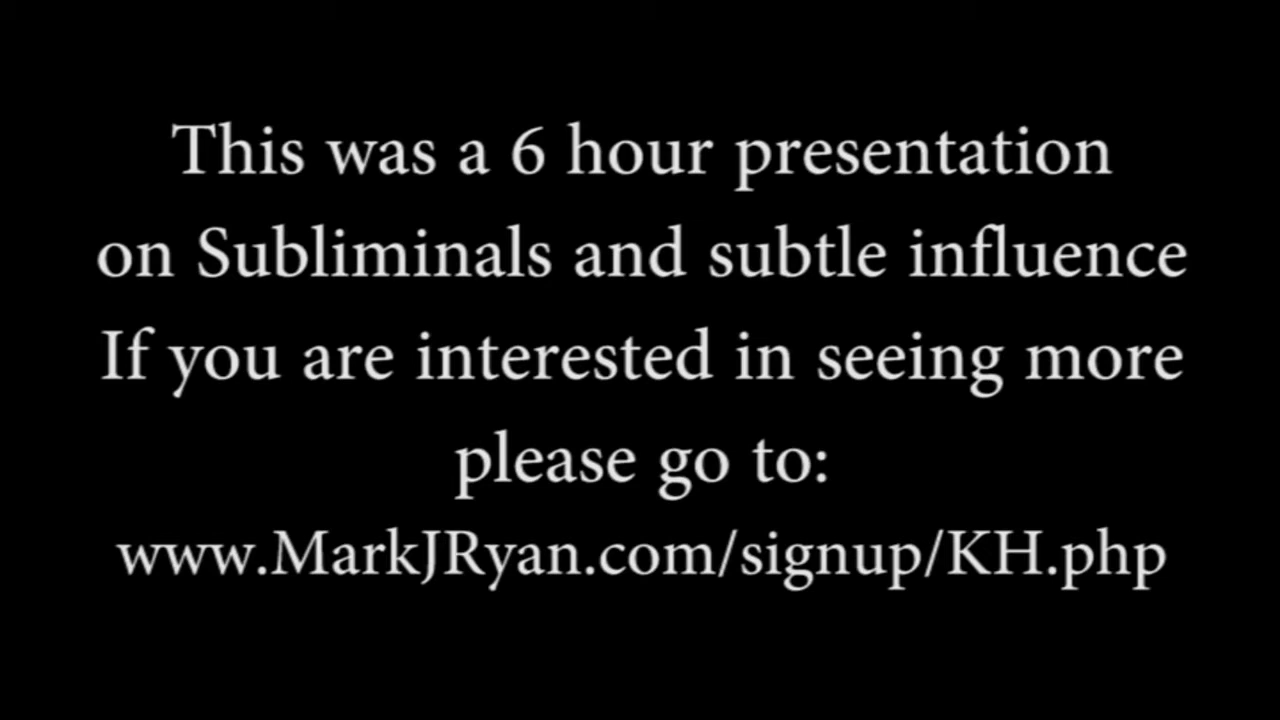 This was a 6 hour presentation
on Subliminals and subtle influence
If you are interested in seeing more
please go to:
www.MarkJRyan.com/signup/KH.php